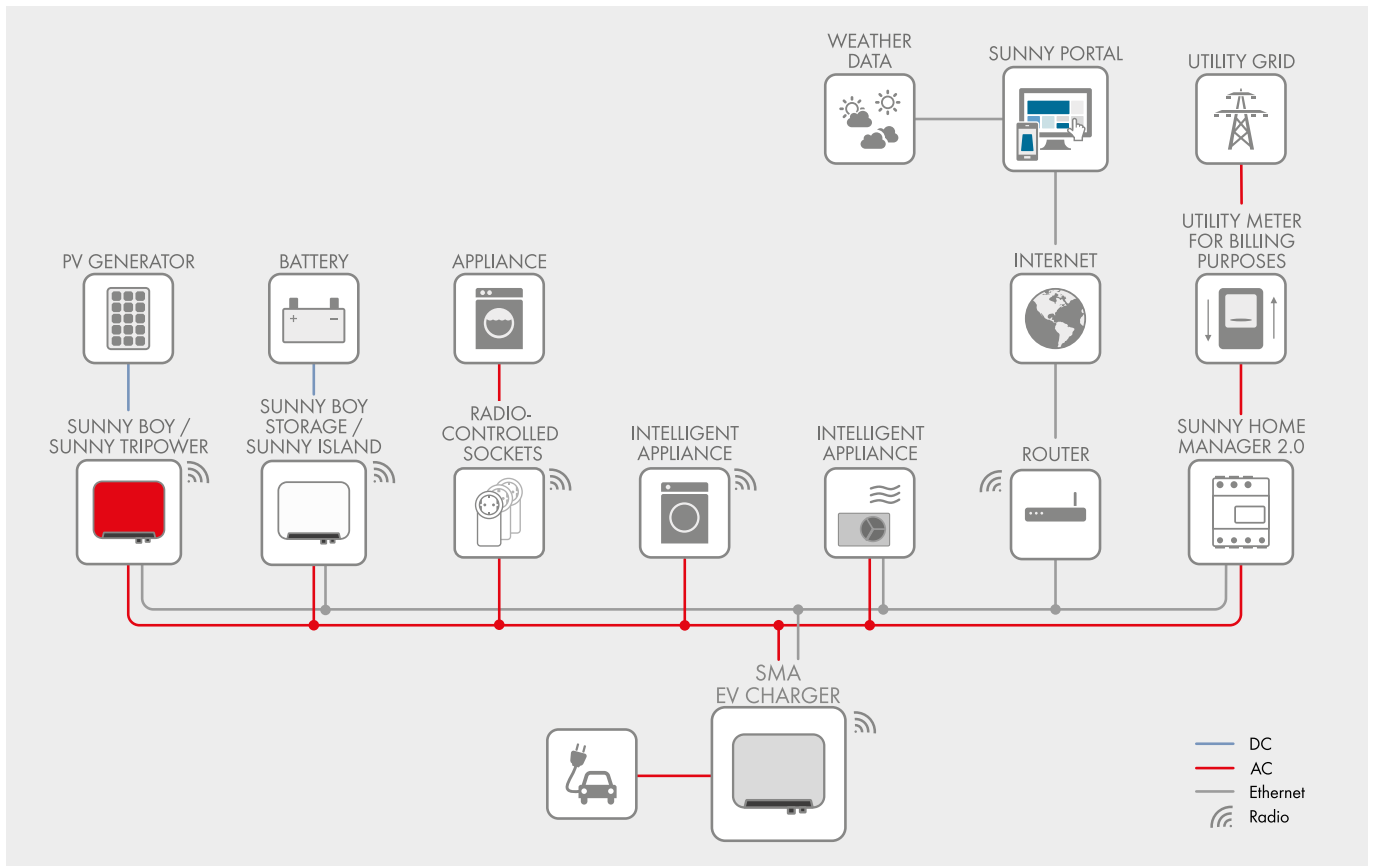 WEATHER
DATA
SUNNY PORTAL
UTILITY GRID
UTILITY METER
FOR BILLING
PURPOSES
PV GENERATOR
BATTERY
APPLIANCE
INTERNET
SUNNY BOY /
SUNNY TRIPOWER
SUNNY BOY
STORAGE /
SUNNY ISLAND
RADIO-
CONTROLLED
SOCKETS
INTELLIGENT
APPLIANCE
INTELLIGENT
APPLIANCE
ROUTER
SUNNY HOME
MANAGER 2.0
SMA
EV CHARGER
DC
AC
Ethernet
Radio